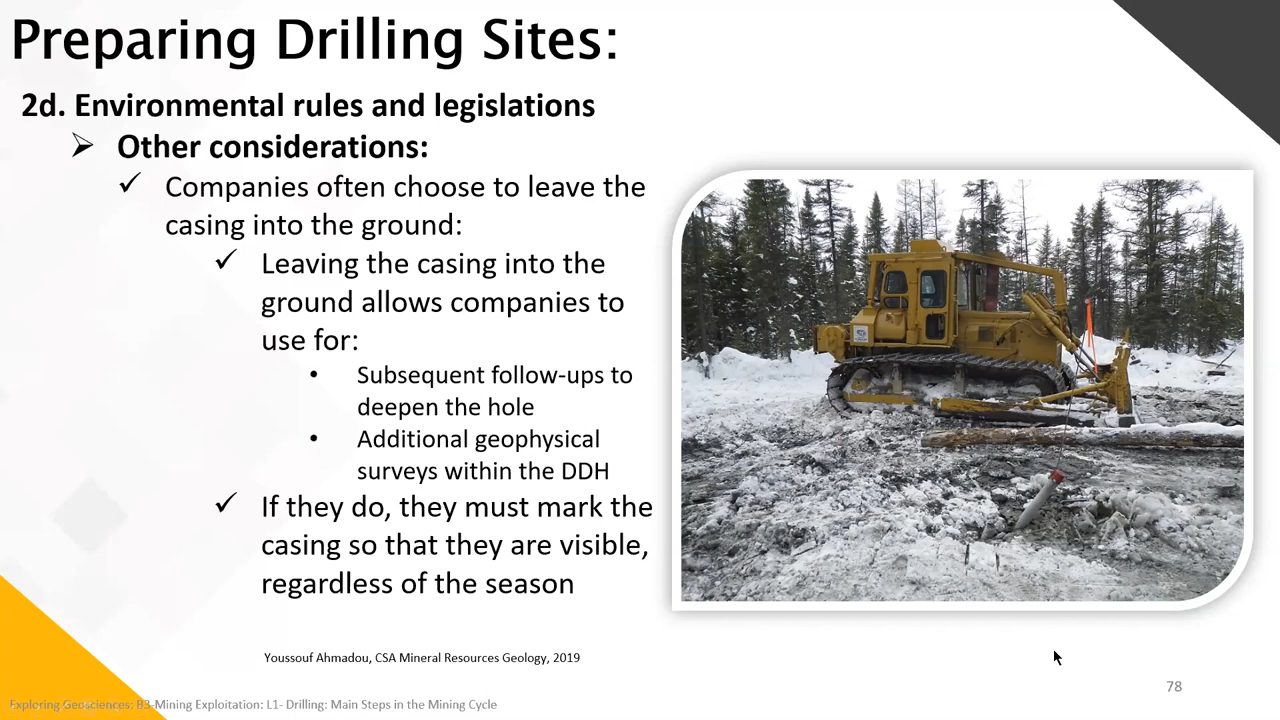 Preparing Drilling Sites:
2d. Environmental rules and legislations
Other considerations:
Companies often choose to leave the
casing into the ground:
Leaving the casing into the
ground allows companies to
use for:
Subsequent follow-ups to
deepen the hole
Additional geophysical
surveys within the DDH
If they do, they must mark the
casing so that they are visible,
regardless of the season
Youssouf Ahmadou, CSA Mineral Resources Geology, 2019
78
Exploring Geosciences: B3-Mining Exploitation: L1- Drilling: Main Steps in the Mining Cycle